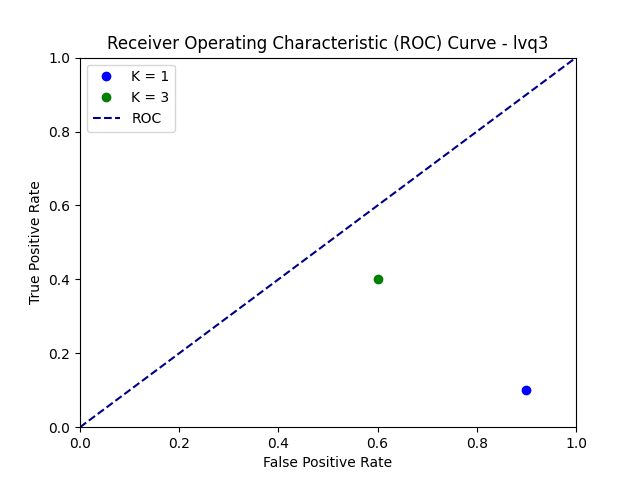 Receiver Operating Characteristic (ROC) Curve - lvq3
K = 1
K = 3
ROC
True Positive Rate
1.0
0.8
0.6
0.4
0.2
0.0
0.0 0.2 0.4 0.6 0.8 1.0
False Positive Rate